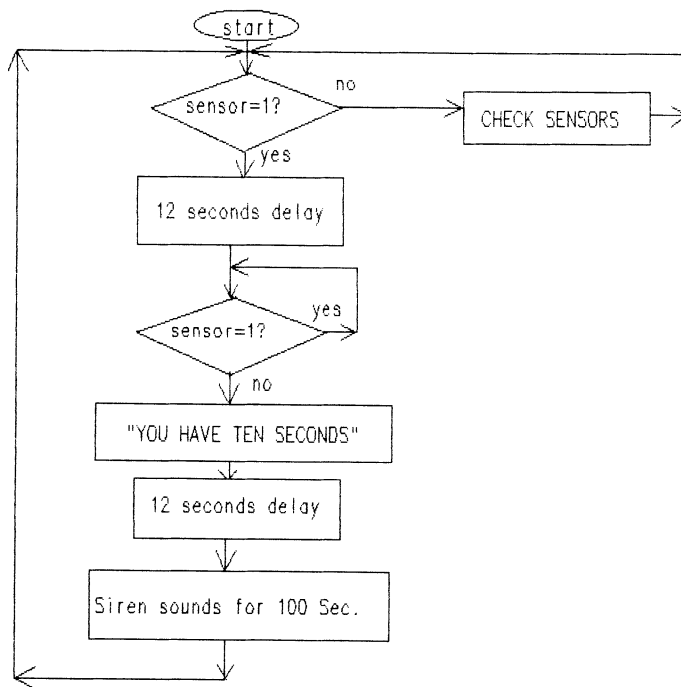 start
sensor=1?
no
CHECK SENSORS
yes
12 seconds delay
sensor=1?
yes
no
"YOU HAVE TEN SECONDS"
12 seconds delay
Siren sounds for 100 Sec.